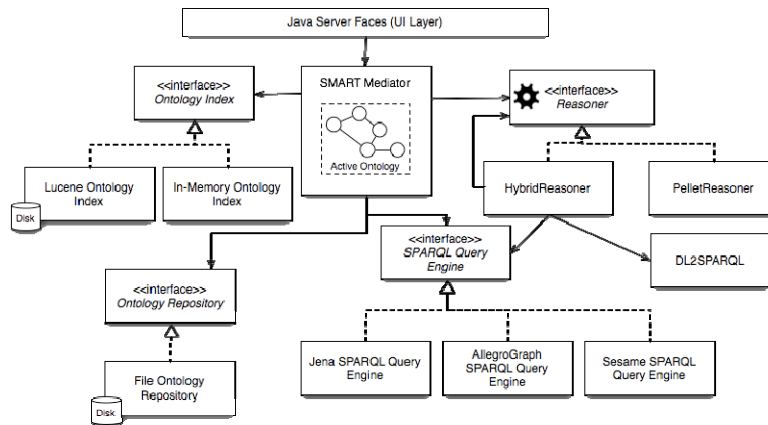 Java Server Faces (UI Layer)
<<interface>>
Ontology Index
SMART Mediator
Active Ontology
<<interface>>
Reasoner
Lucene Ontology
Index
Disk
In-Memory Ontology
Index
HybridReasoner
PelletReasoner
<<interface>>
SPARQL Query
Engine
DL2SPARQL
<<interface>>
Ontology Repository
Jena SPARQL Query
Engine
AllegroGraph
SPARQL Query
Engine
Sesame SPARQL
Query Engine
File Ontology
Repository
Disk